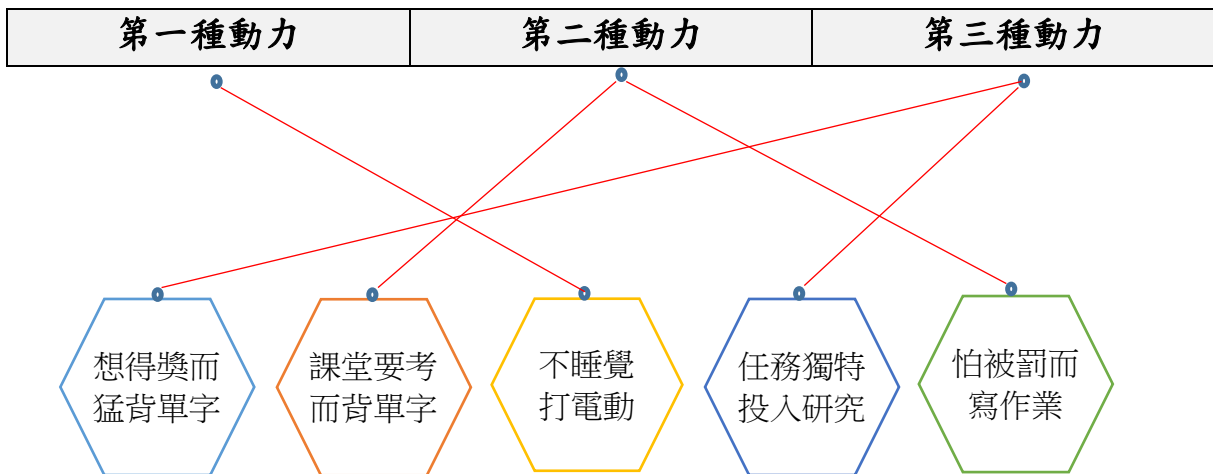 第一種動力
第二種動力
第三種動力
想得獎而
猛背單字
課堂要考
而背單字
不睡覺
打電動
任務獨特
投入研究
怕被罰而
寫作業